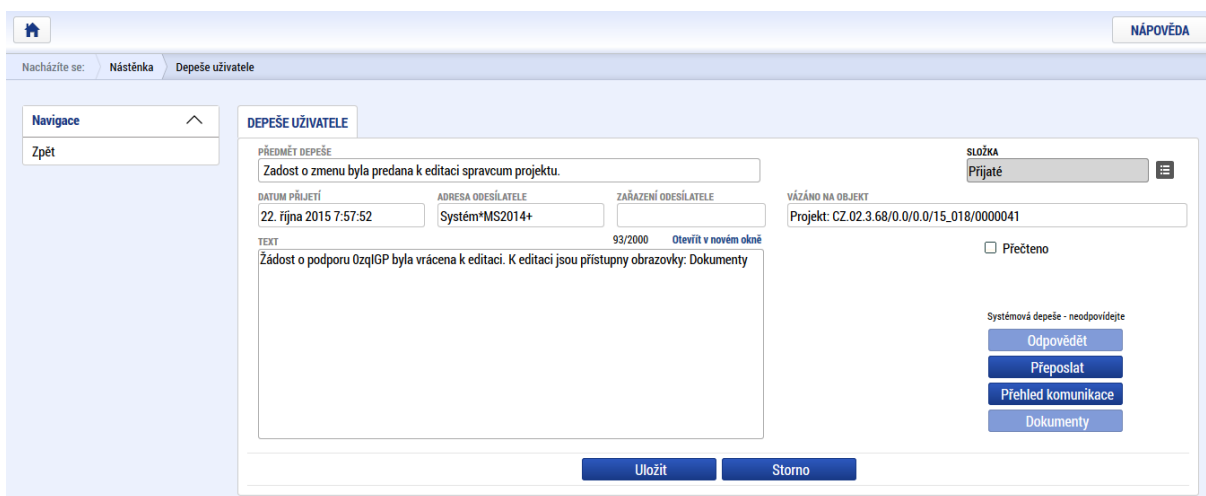 NÁPOVĚDA
Nacházíte se: Nástěnka Depeše uživatele
Navigace
Zpět
DEPEŠE UŽIVATELE
PŘEDMĚT DEPEŠE
Zadost o zmenu byla predana k editaci spravcum projektu.
SLOŽKA
Přijaté
DATUM PŘIJETÍ
22. října 2015 7:57:52
ADRESA ODESÍLATELE
Systém*MS2014+
ZAŘAZENÍ ODESÍLATELE
VÁZÁNO NA OBJEKT
Projekt: CZ.02.3.68/0.0/0.0/15_018/0000041
TEXT
93/2000 Otevřít v novém okně
Žádost o podporu 0zqIGP byla vrácena k editaci. K editaci jsou přístupny obrazovky: Dokumenty
Přečteno
Systémová depeše - neodpovídejte
Odpovědět
Přeposlat
Přehled komunikace
Dokumenty
Uložit Storno